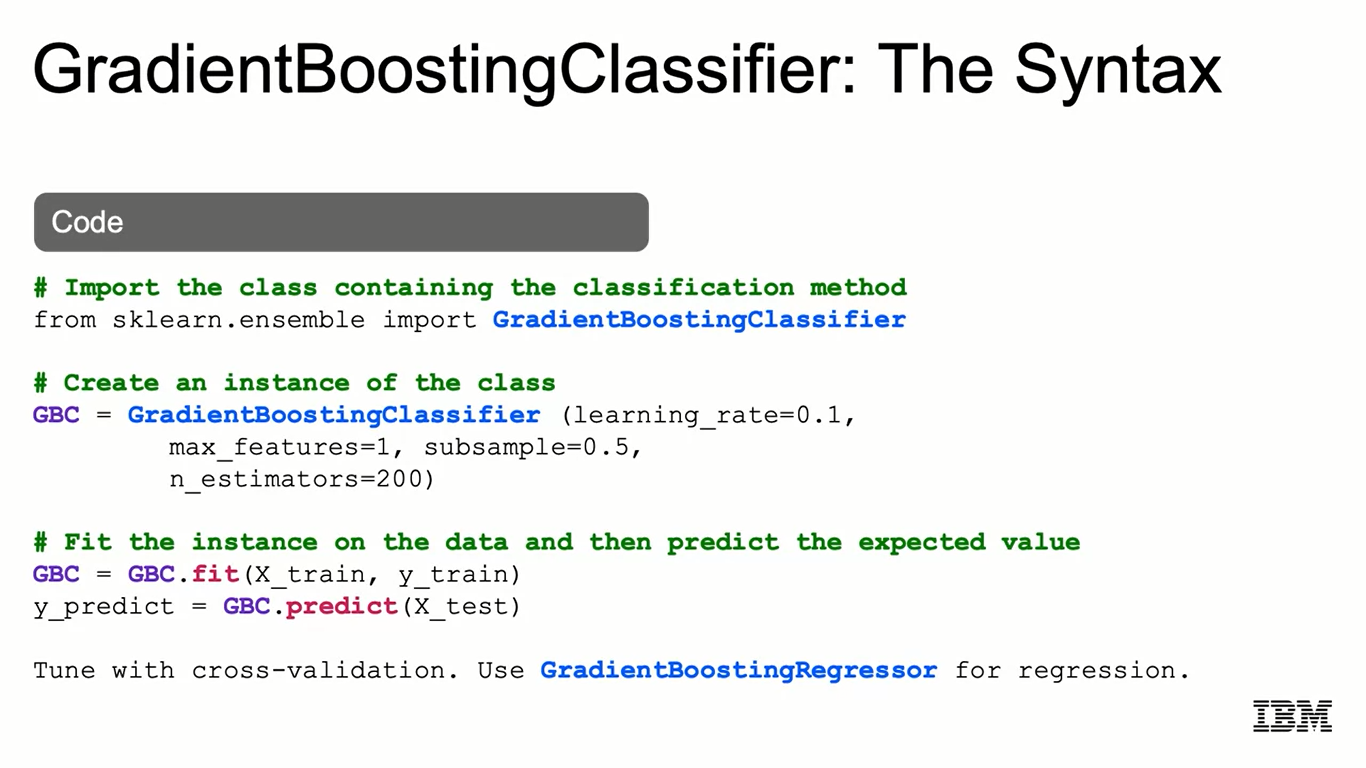 GradientBoostingClassifier: The Syntax
Code
# Import the class containing the classification method
from sklearn.ensemble import GradientBoostingClassifier
# Create an instance of the class
GBC = GradientBoostingClassifier (learning_rate=0.1,
max_features=1, subsample=0.5,
n_estimators=200)
# Fit the instance on the data and then predict the expected value
GBC = GBC.fit(X_train, y_train)
y_predict = GBC.predict(X_test)
Tune with cross-validation. Use GradientBoostingRegressor for regression.
IBM